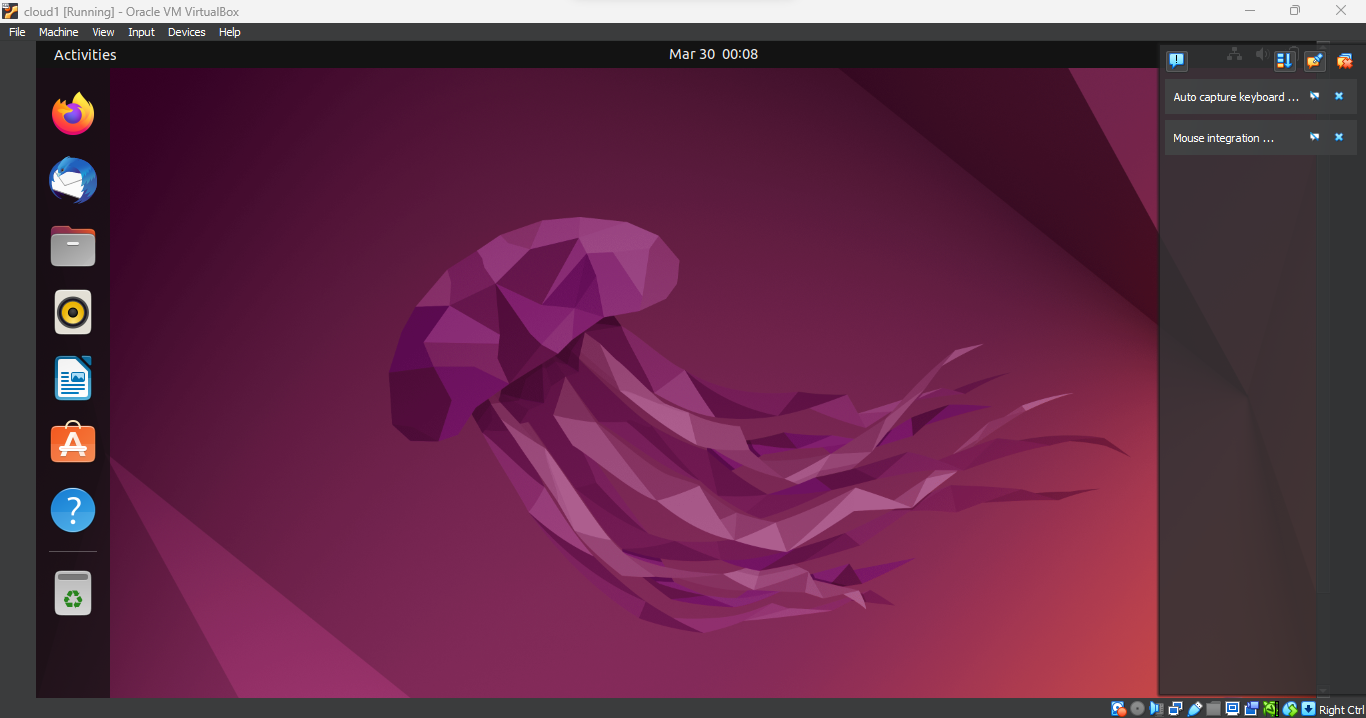 cloud1 [Running] - Oracle VM VirtualBox
File Machine View Input Devices Help
Activities
Mar 30 00:08
Auto capture keyboard ...
Mouse integration ...
Right Ctrl